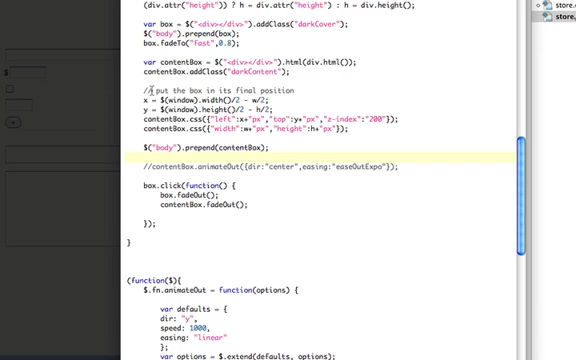 (div.attr("height")) ? h = div.attr("height") : h = div.height();
var box = $("<div></div>").addClass("darkCover");
$("body").prepend(box);
box.fadeTo("fast",0.8);
var contentBox = $("<div></div>").html(div.html());
contentBox.addClass("darkContent");
// put the box in its final position
x = $(window).width()/2 - w/2;
y = $(window).height()/2 - h/2;
contentBox.css({"left":x+"px","top":y+"px","z-index":"200"});
contentBox.css({"width":w+"px","height":h+"px"});
$("body").prepend(contentBox);
//contentBox.animateOut({dir:"center",easing:"easeOutExpo"});
box.click(function() {
box.fadeOut();
contentBox.fadeOut();
});
}
(function($){
$.fn.animateOut = function(options) {
var defaults = {
dir: "y",
speed: 1000,
easing: "linear"
};
var options = $.extend(defaults, options);
$
store.
store.